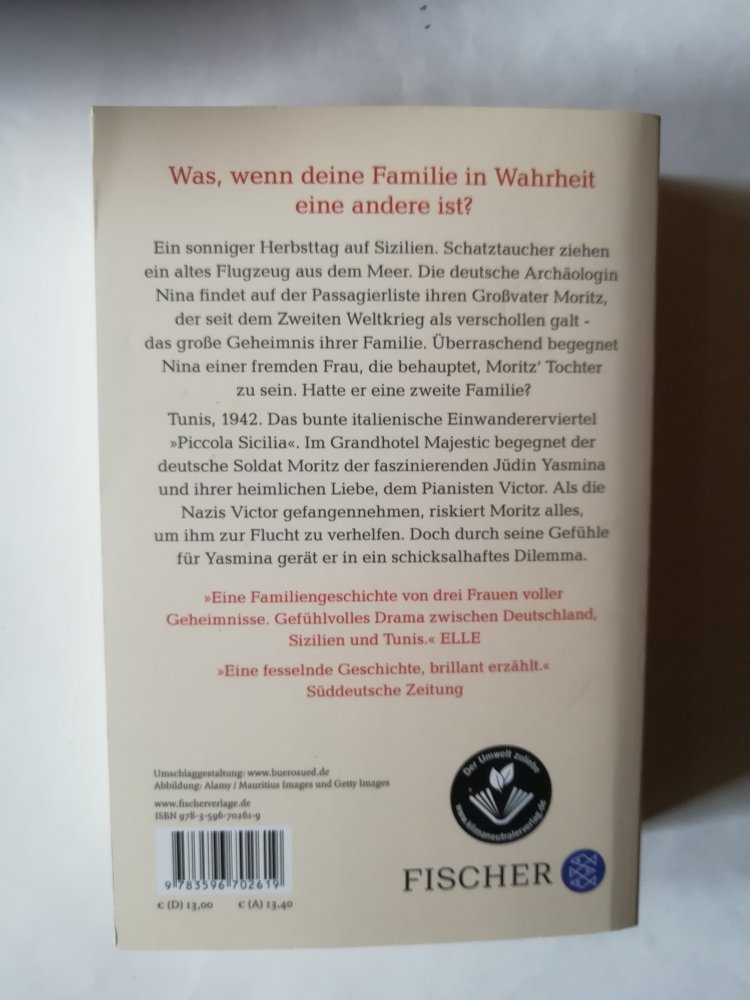 Was, wenn deine Familie in Wahrheit
eine andere ist?
Ein sonniger Herbsttag auf Sizilien. Schatztaucher ziehen
ein altes Flugzeug aus dem Meer. Die deutsche Archäologin
Nina findet auf der Passagierliste ihren Großvater Moritz,
der seit dem Zweiten Weltkrieg als verschollen galt -
das große Geheimnis ihrer Familie. Überraschend begegnet
Nina einer fremden Frau, die behauptet, Moritz' Tochter
zu sein. Hatte er eine zweite Familie?
Tunis, 1942. Das bunte italienische Einwandererviertel
»Piccola Sicilia«. Im Grandhotel Majestic begegnet der
deutsche Soldat Moritz der faszinierenden Jüdin Yasmina
und ihrer heimlichen Liebe, dem Pianisten Victor. Als die
Nazis Victor gefangennehmen, riskiert Moritz alles,
um ihm zur Flucht zu verhelfen. Doch durch seine Gefühle
für Yasmina gerät er in ein schicksalhaftes Dilemma.
»Eine Familiengeschichte von drei Frauen voller
Geheimnisse. Gefühlvolles Drama zwischen Deutschland,
Sizilien und Tunis.« ELLE
»Eine fesselnde Geschichte, brillant erzählt.«
Süddeutsche Zeitung
Umschlaggestaltung: www.buerosued.de
Abbildung: Alamy / Mauritius Images und Getty Images
www.fischerverlage.de
ISBN 978-3-596-70261-9
9 783596 702619
€ (D) 13,00 € (A) 13,40
Der Umwelt zuliebe
www.klimaneutralerverlag.de
FISCHER